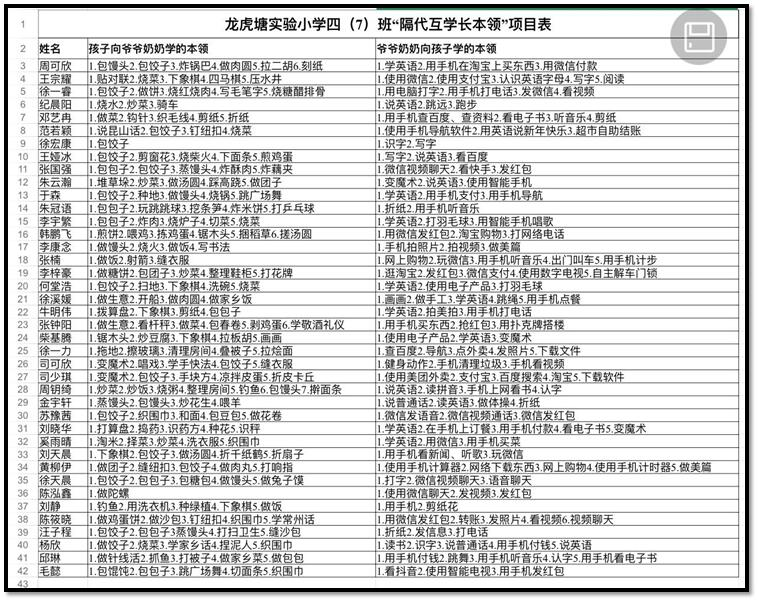 1 龙虎塘实验小学四（7）班“隔代互学长本领”项目表
2 姓名 孩子向爷爷奶奶学的本领 爷爷奶奶向孩子学的本领
3 周可欣 1.包馒头2.包饺子3.炸锅巴4.做肉圆5.拉二胡6.刻纸 1.学英语2.用手机在淘宝上买东西3.用微信付款
4 王宗耀 1.贴对联2.烧菜3.下象棋4.四马棋5.压水井 1.使用微信2.使用支付宝3.认识英语字母4.写字5.阅读
5 徐一睿 1.包饺子2.做饼3.烧红烧肉4.写毛笔字5.烧糖醋排骨 1.用电脑打字2.用手机打电话3.发微信4.看视频
6 纪晨阳 1.烧水2.炒菜3.骑车 1.说英语2.跳远3.跑步
7 邓艺冉 1.做菜2.钩针3.织毛线4.剪纸5.折纸 1.用手机查百度、查资料2.看电子书3.听音乐4.剪纸
8 范若颖 1.说昆山话2.包饺子3.钉纽扣4.烧菜 1.使用手机导航软件2.用英语说新年快乐3.超市自助结账
9 徐宏康 1.包饺子 1.识字2.写字
10 王娅冰 1.包饺子2.剪窗花3.烧柴火4.下面条5.煎鸡蛋 1.写字2.说英语3.看百度
11 张国强 1.包包子2.包饺子3.蒸馒头4.炸酥肉5.炸藕夹 1.微信视频聊天2.看快手3.发红包
12 朱云瀚 1.堆草垛2.炒菜3.做汤圆4.踩高跷5.做团子 1.变魔术2.说英语3.使用智能手机
13 于森 1.包饺子2.种地3.做馒头4.烧锅5.跳广场舞 1.学英语2.用手机支付3.用手机导航
14 朱冠语 1.包包子2.玩跳跳球3.挖条笋4.炸米饼5.打乒乓球 1.折纸2.用手机听音乐
15 李宇繁 1.包饺子2.炸肉3.烧炉子4.切菜5.烧菜 1.学英语2.打羽毛球3.用智能手机唱歌
16 韩鹏飞 1.煎饼2.喂鸡3.拣鸡蛋4.锯木头5.捆稻草6.搓汤圆 1.用微信发红包2.淘宝购物3.打网络电话
17 李康念 1.做馒头2.烧火3.做饭4.写书法 1.手机拍照片2.拍视频3.做美篇
18 张楠 1.做饭2.射箭3.缝衣服 1.网上购物2.玩微信3.用手机听音乐4.出门叫车5.用手机计步
19 李梓豪 1.做糖饼2.包团子3.炒菜4.整理鞋柜5.打花牌 1.逛淘宝2.发红包3.微信支付4.使用数字电视5.自主解车门锁
20 何堂浩 1.包饺子2.扫地3.下象棋4.洗碗5.烧菜 1.学英语2.使用电子产品3.打羽毛球
21 徐溪媛 1.做生意2.开船3.做肉圆4.做家乡饭 1.画画2.做手工3.学英语4.跳绳5.用手机点餐
22 牛明伟 1.拨算盘2.下象棋3.剪纸4.包包子 1.学英语2.拍美拍3.用手机打电话
23 张钟阳 1.做生意2.看杆秤3.做菜4.包春卷5.剥鸡蛋6.学敬酒礼仪 1.用手机买东西2.抢红包3.用扑克牌搭楼
24 柴基腾 1.锯木头2.炒豆腐3.下象棋4.拉板胡5.画画 1.使用电子产品2.学英语3.变魔术
25 徐一力 1.拖地2.擦玻璃3.清理房间4.叠被子5.拉烩面 1.查百度2.导航3.点外卖4.发照片5.下载文件
26 司可欣 1.变魔术2.唱戏3.学手快法4.包饺子5.缝衣服 1.健身动作2.手机清理垃圾3.手机看视频
27 司少琪 1.变魔术2.包饺子3.手块方4.凉拌皮蛋5.折皮卡丘 1.使用美团外卖2.支付宝3.百度搜索4.淘宝5.下载软件
28 周钥绮 1.炒菜2.炒饭3.烧粥4.整理房间5.钓鱼6.包馒头7.擀面条 1.说英语2.读拼音3.手机上网看书4.认字
29 金宇轩 1.蒸馒头2.包馒头3.炒花生4.喂羊 1.说普通话2.读英语3.做体操4.折纸
30 苏豫茜 1.包饺子2.织围巾3.和面4.包豆包5.做花卷 1.微信发语音2.微信视频通话3.微信发红包
31 刘晓华 1.打算盘2.捣药3.识药方4.种花5.识秤 1.学英语2.在手机上订餐3.用手机付款4.看电子书5.变魔术
32 奚雨晴 1.淘米2.择菜3.炒菜4.洗衣服5.织围巾 1.学英语2.用微信3.用手机买菜
33 刘天晨 1.下象棋2.包饺子3.做汤圆4.折千纸鹤5.折扇子 1.用手机看新闻、听歌3.玩微信
34 黄柳伊 1.做团子2.缝纽扣3.包饺子4.做肉丸5.打响指 1.使用手机计算器2.网络下载东西3.网上购物4.使用手机计时器5.做美篇
35 徐天晨 1.包饺子2.包包子3.包糖包4.做馒头5.做兔子馍 1.打字2.微信视频聊天3.语音聊天
36 陈泓鑫 1.做陀螺 1.使用微信聊天2.发视频3.发红包
37 刘静 1.钓鱼2.用洗衣机3.种绿植4.下象棋5.做饭 1.用手机2.剪纸花
38 陈筱晓 1.做鸡蛋饼2.做沙包3.钉纽扣4.织围巾5.学常州话 1.用微信发红包2.转账3.发照片4.看视频6.视频聊天
39 汪子程 1.包饺子2.包包子3蒸馒头4.打扫卫生5.缝沙包 1.折纸2.发信息3.打电话
40 杨欣 1.做饺子2.烧菜3.学家乡话4.捏泥人5.织围巾 1.读书2.识字3.说普通话4.用手机付钱5.说英语
41 邱琳 1.做针线活2.抓鱼3.打被子4.做家乡菜5.做包包 1.用手机付钱2.跳舞3.用手机听音乐4.认字5.用手机看电子书
42 毛懿 1.包馄饨2.包包子3.跳广场舞4.切面条5.织围巾 1.看抖音2.使用智能电视3.用手机发红包
43